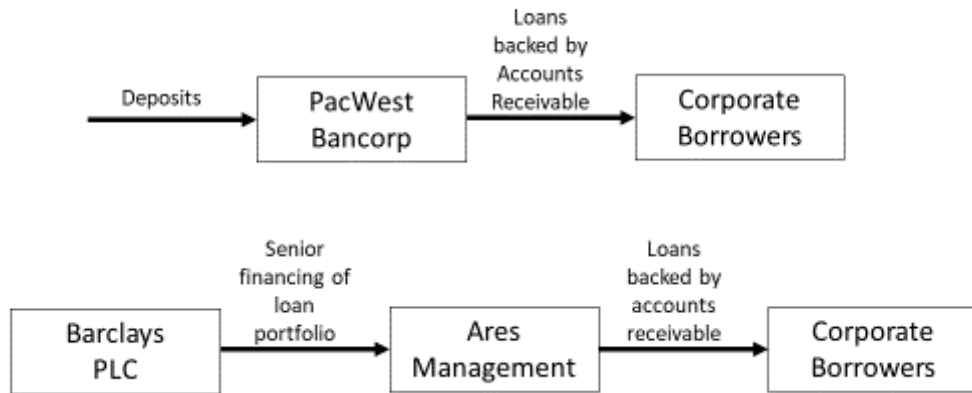 Deposits
PacWest
Bancorp
Loans
backed by
Accounts
Receivable
Corporate
Borrowers
Barclays
PLC
Senior
financing of
loan
portfolio
Ares
Management
Loans
backed by
accounts
receivable
Corporate
Borrowers